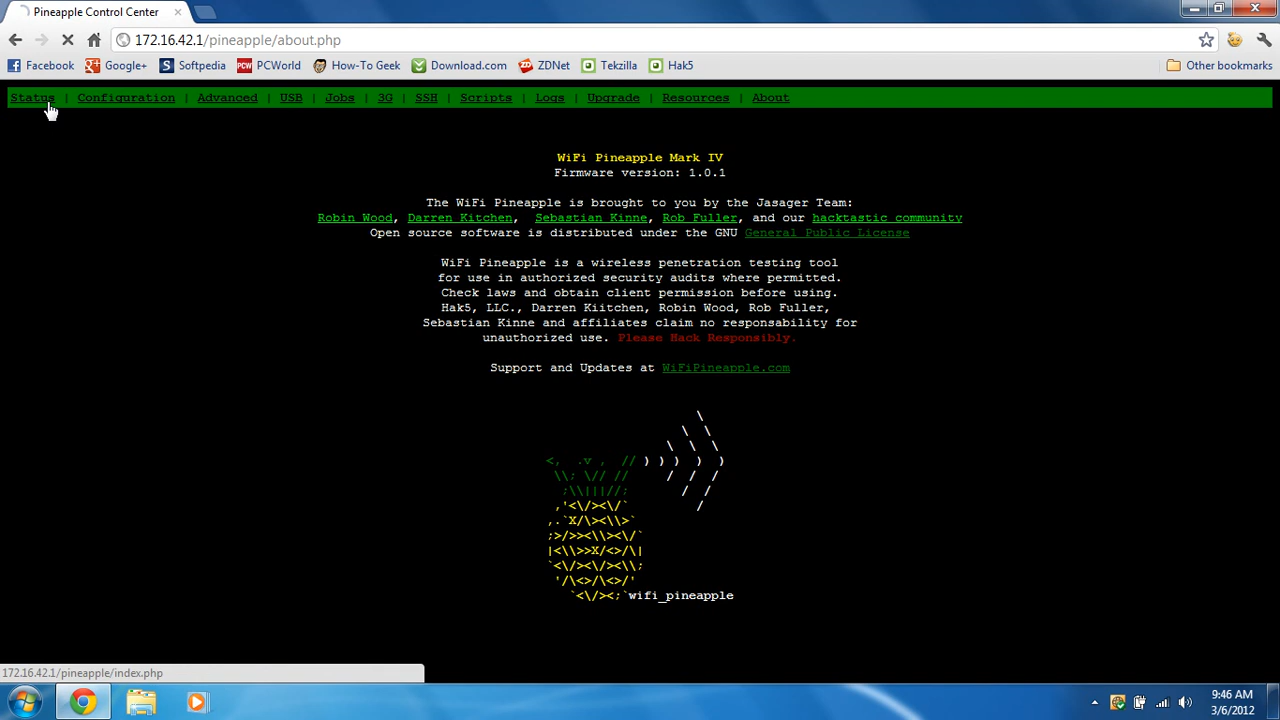 Pineapple Control Center
172.16.42.1/pineapple/about.php
Facebook Google+ Softpedia PCW PCWorld How-To Geek Download.com ZDNet Tekzilla Hak5 Other bookmarks
Status | Configuration | Advanced | USB | Jobs | 3G | SSH | Scripts | Logs | Upgrade | Resources | About
WiFi Pineapple Mark IV
Firmware version: 1.0.1
The WiFi Pineapple is brought to you by the Jasager Team:
Robin Wood, Darren Kitchen, Sebastian Kinne, Rob Fuller, and our hacktastic community
Open source software is distributed under the GNU General Public License
WiFi Pineapple is a wireless penetration testing tool
for use in authorized security audits where permitted.
Check laws and obtain client permission before using.
Hak5, LLC., Darren Kiitchen, Robin Wood, Rob Fuller,
Sebastian Kinne and affiliates claim no responsability for
unauthorized use. Please Hack Responsibly.
Support and Updates at WiFiPineapple.com
wifi_pineapple
172.16.42.1/pineapple/index.php
9:46 AM
3/6/2012